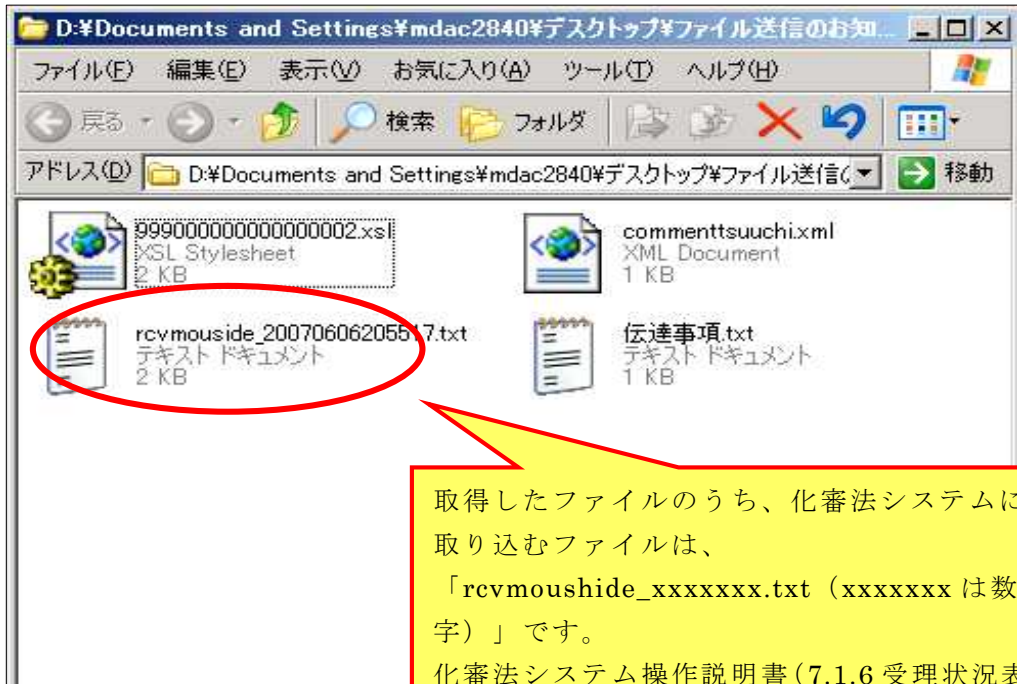 D:¥Documents and Settings¥mdac2840¥デスクトップ¥ファイル送信のお知...
ファイル(F) 編集(E) 表示(V) お気に入り(A) ツール(T) ヘルプ(H)
戻る 検索 フォルダ
アドレス(D) D:¥Documents and Settings¥mdac2840¥デスクトップ¥ファイル送信の 移動
9990000000000000002.xsl
XSL Stylesheet
2 KB
commenttsuuchi.xml
XML Document
1 KB
rcvmouside_20070606205517.txt
テキスト ドキュメント
2 KB
伝達事項.txt
テキスト ドキュメント
1 KB
取得したファイルのうち、化審法システムに
取り込むファイルは、
「rcvmoushide_xxxxxxx.txt（xxxxxxx は数
字）」です。
化審法システム操作説明書（7.1.6 受理状況表